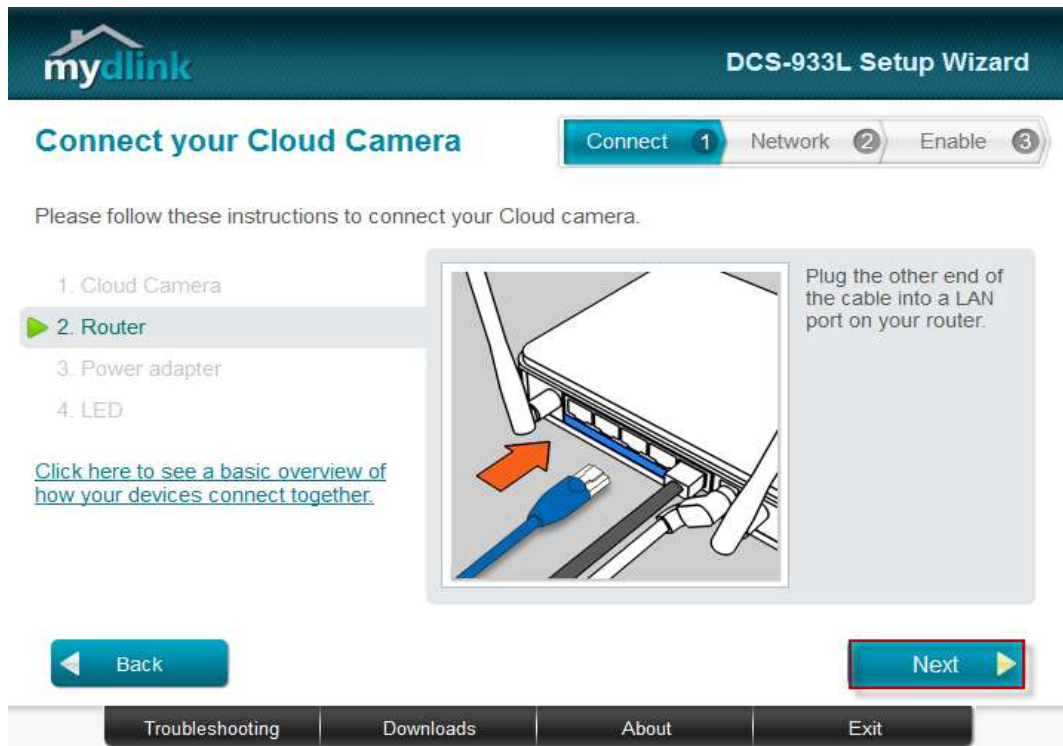 mydlink
DCS-933L Setup Wizard
Connect your Cloud Camera
Connect 1 Network 2 Enable 3
Please follow these instructions to connect your Cloud camera.
1. Cloud Camera
2. Router
3. Power adapter
4. LED
Click here to see a basic overview of
how your devices connect together.
Plug the other end of
the cable into a LAN
port on your router.
Back
Next
Troubleshooting
Downloads
About
Exit